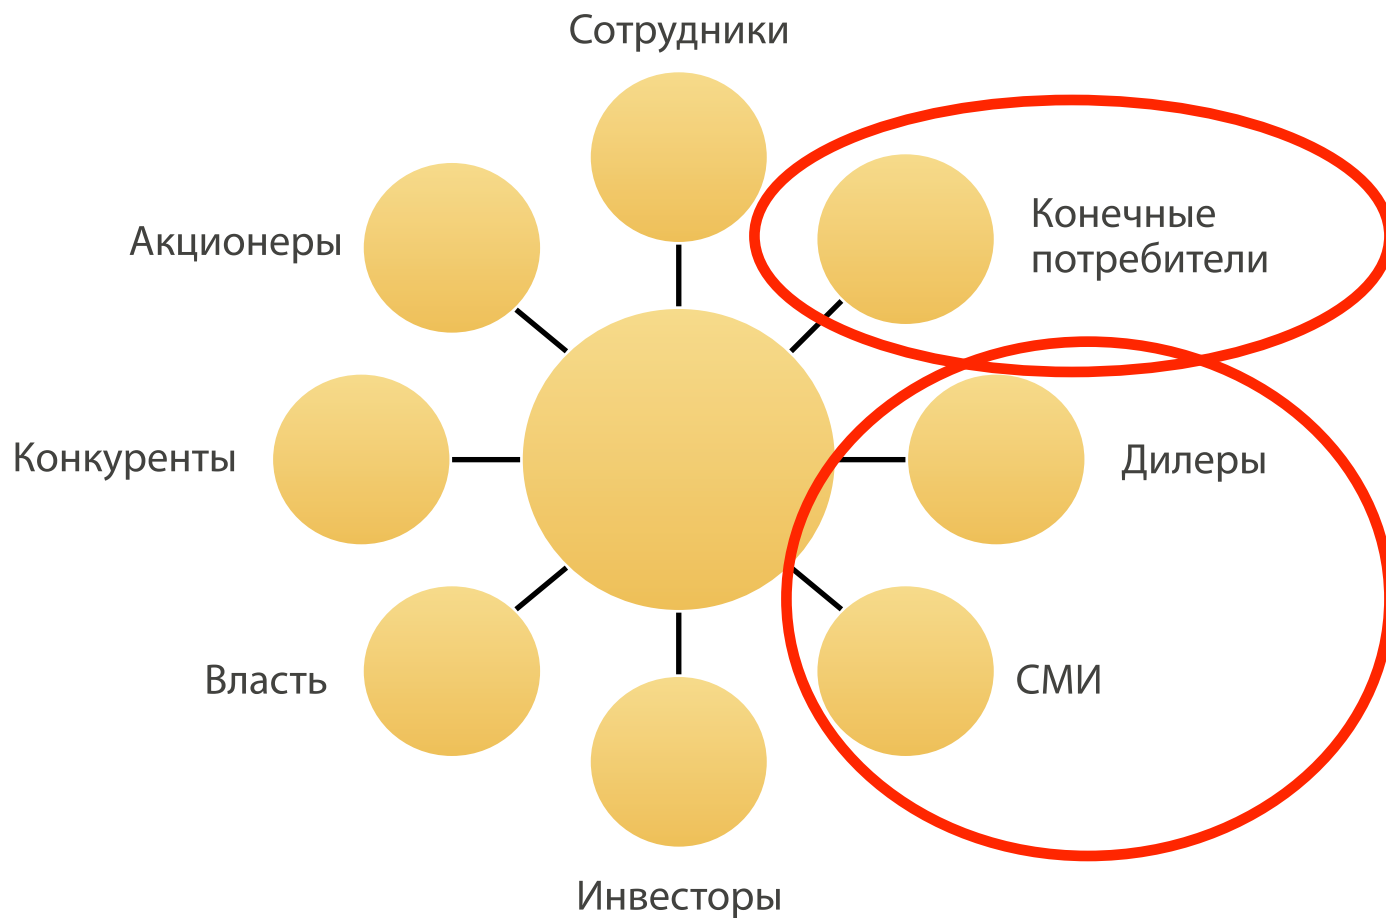 Сотрудники
Конечные
потребители
Акционеры
Конкуренты
Дилеры
Власть
СМИ
Инвесторы